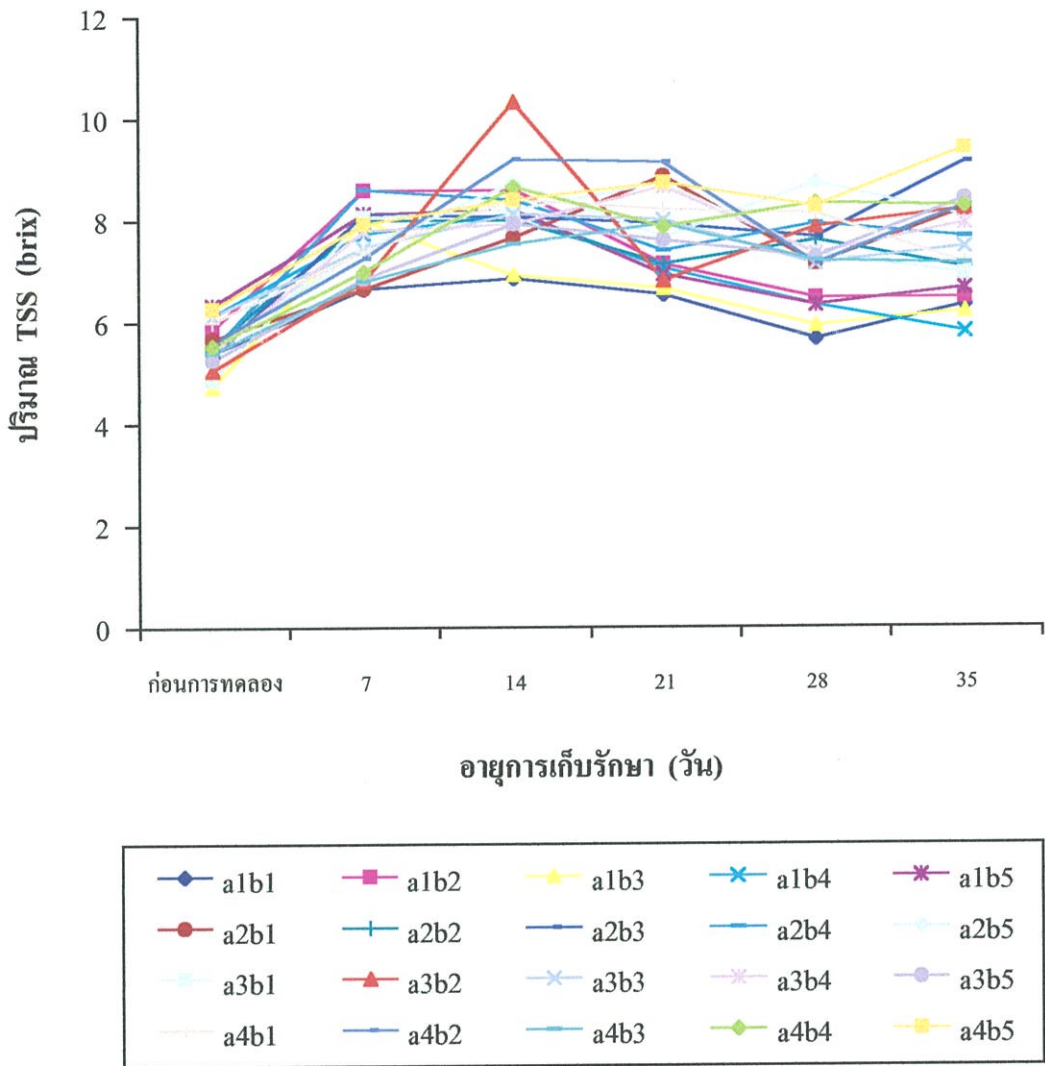 12
10
8
6
4
2
0
ปริมาณ TSS (brix)
ก่อนการทดลอง 7 14 21 28 35
อายุการเก็บรักษา (วัน)
a1b1 a1b2 a1b3 a1b4 a1b5
a2b1 a2b2 a2b3 a2b4 a2b5
a3b1 a3b2 a3b3 a3b4 a3b5
a4b1 a4b2 a4b3 a4b4 a4b5